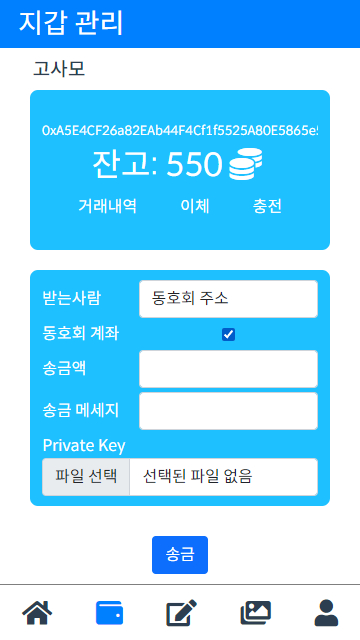 지갑 관리
고사모
0xA5E4CF26a82EAb44F4Cf1f5525A80E5865e5
잔고: 550
거래내역 이체 충전
받는사람 동호회 주소
동호회 계좌
송금액
송금 메세지
Private Key
파일 선택 선택된 파일 없음
송금